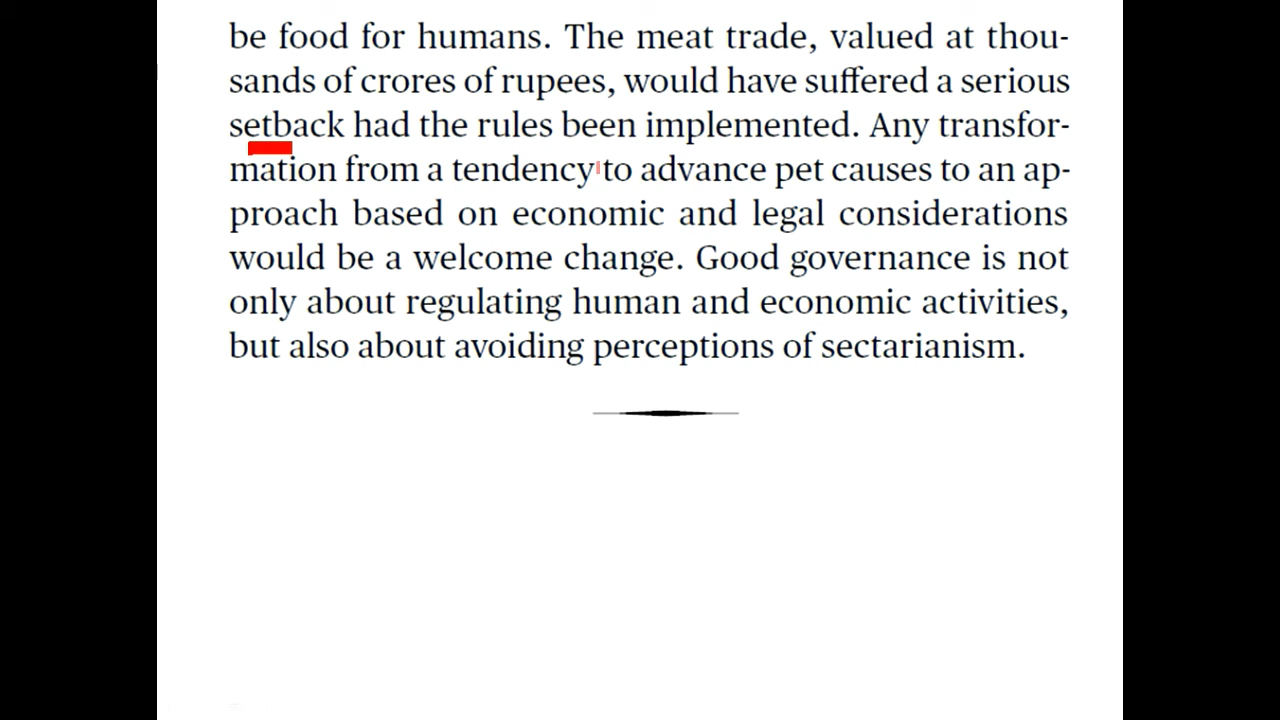 be food for humans. The meat trade, valued at thou-
sands of crores of rupees, would have suffered a serious
setback had the rules been implemented. Any transfor-
mation from a tendency to advance pet causes to an ap-
proach based on economic and legal considerations
would be a welcome change. Good governance is not
only about regulating human and economic activities,
but also about avoiding perceptions of sectarianism.